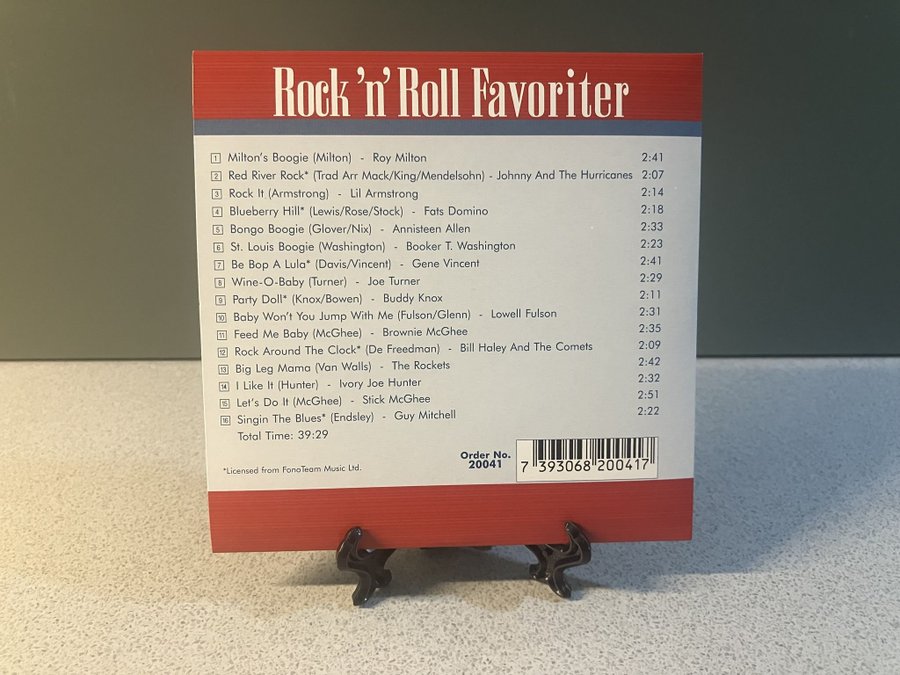 Rock 'n' Roll Favoriter
1 Milton's Boogie (Milton) - Roy Milton 2:41
2 Red River Rock* (Trad Arr Mack/King/Mendelsohn) - Johnny And The Hurricanes 2:07
3 Rock It (Armstrong) - Lil Armstrong 2:14
4 Blueberry Hill* (Lewis/Rose/Stock) - Fats Domino 2:18
5 Bongo Boogie (Glover/Nix) - Annisteen Allen 2:33
6 St. Louis Boogie (Washington) - Booker T. Washington 2:23
7 Be Bop A Lula* (Davis/Vincent) - Gene Vincent 2:41
8 Wine-O-Baby (Turner) - Joe Turner 2:29
9 Party Doll* (Knox/Bowen) - Buddy Knox 2:11
10 Baby Won't You Jump With Me (Fulson/Glenn) - Lowell Fulson 2:31
11 Feed Me Baby (McGhee) - Brownie McGhee 2:35
12 Rock Around The Clock* (De Freedman) - Bill Haley And The Comets 2:09
13 Big Leg Mama (Van Walls) - The Rockets 2:42
14 I Like It (Hunter) - Ivory Joe Hunter 2:32
15 Let's Do It (McGhee) - Stick McGhee 2:51
16 Singin The Blues* (Endsley) - Guy Mitchell 2:22
Total Time: 39:29
*Licensed from FonoTeam Music Ltd.
Order No.
20041
7 393068 200417